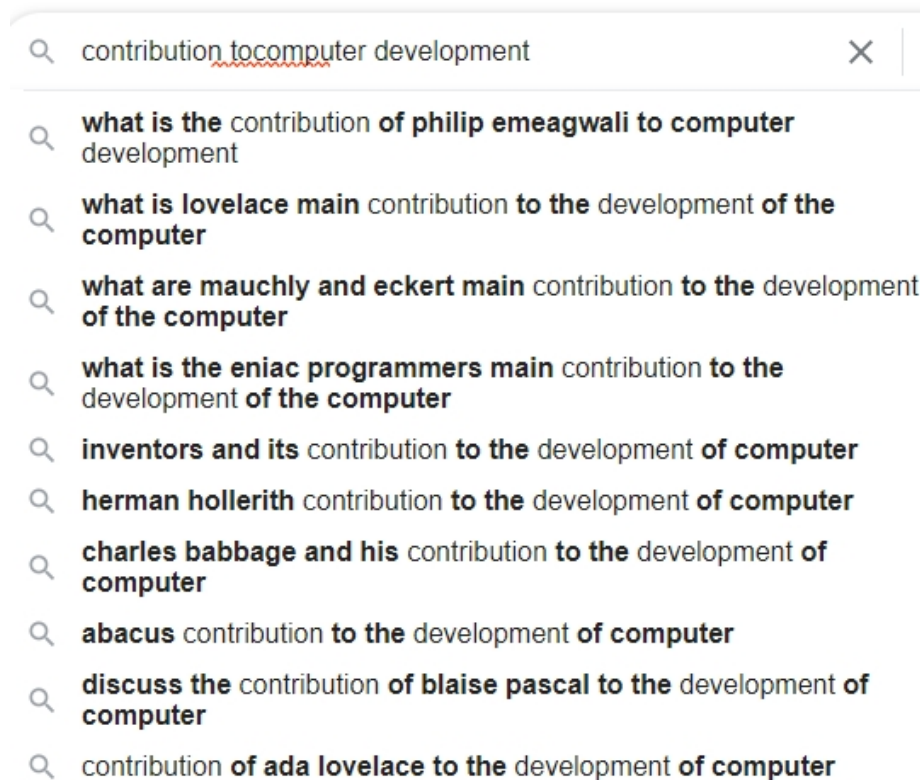 contribution tocomputer development
what is the contribution of philip emeagwali to computer
development
what is lovelace main contribution to the development of the
computer
what are mauchly and eckert main contribution to the development
of the computer
what is the eniac programmers main contribution to the
development of the computer
inventors and its contribution to the development of computer
herman hollerith contribution to the development of computer
charles babbage and his contribution to the development of
computer
abacus contribution to the development of computer
discuss the contribution of blaise pascal to the development of
computer
contribution of ada lovelace to the development of computer